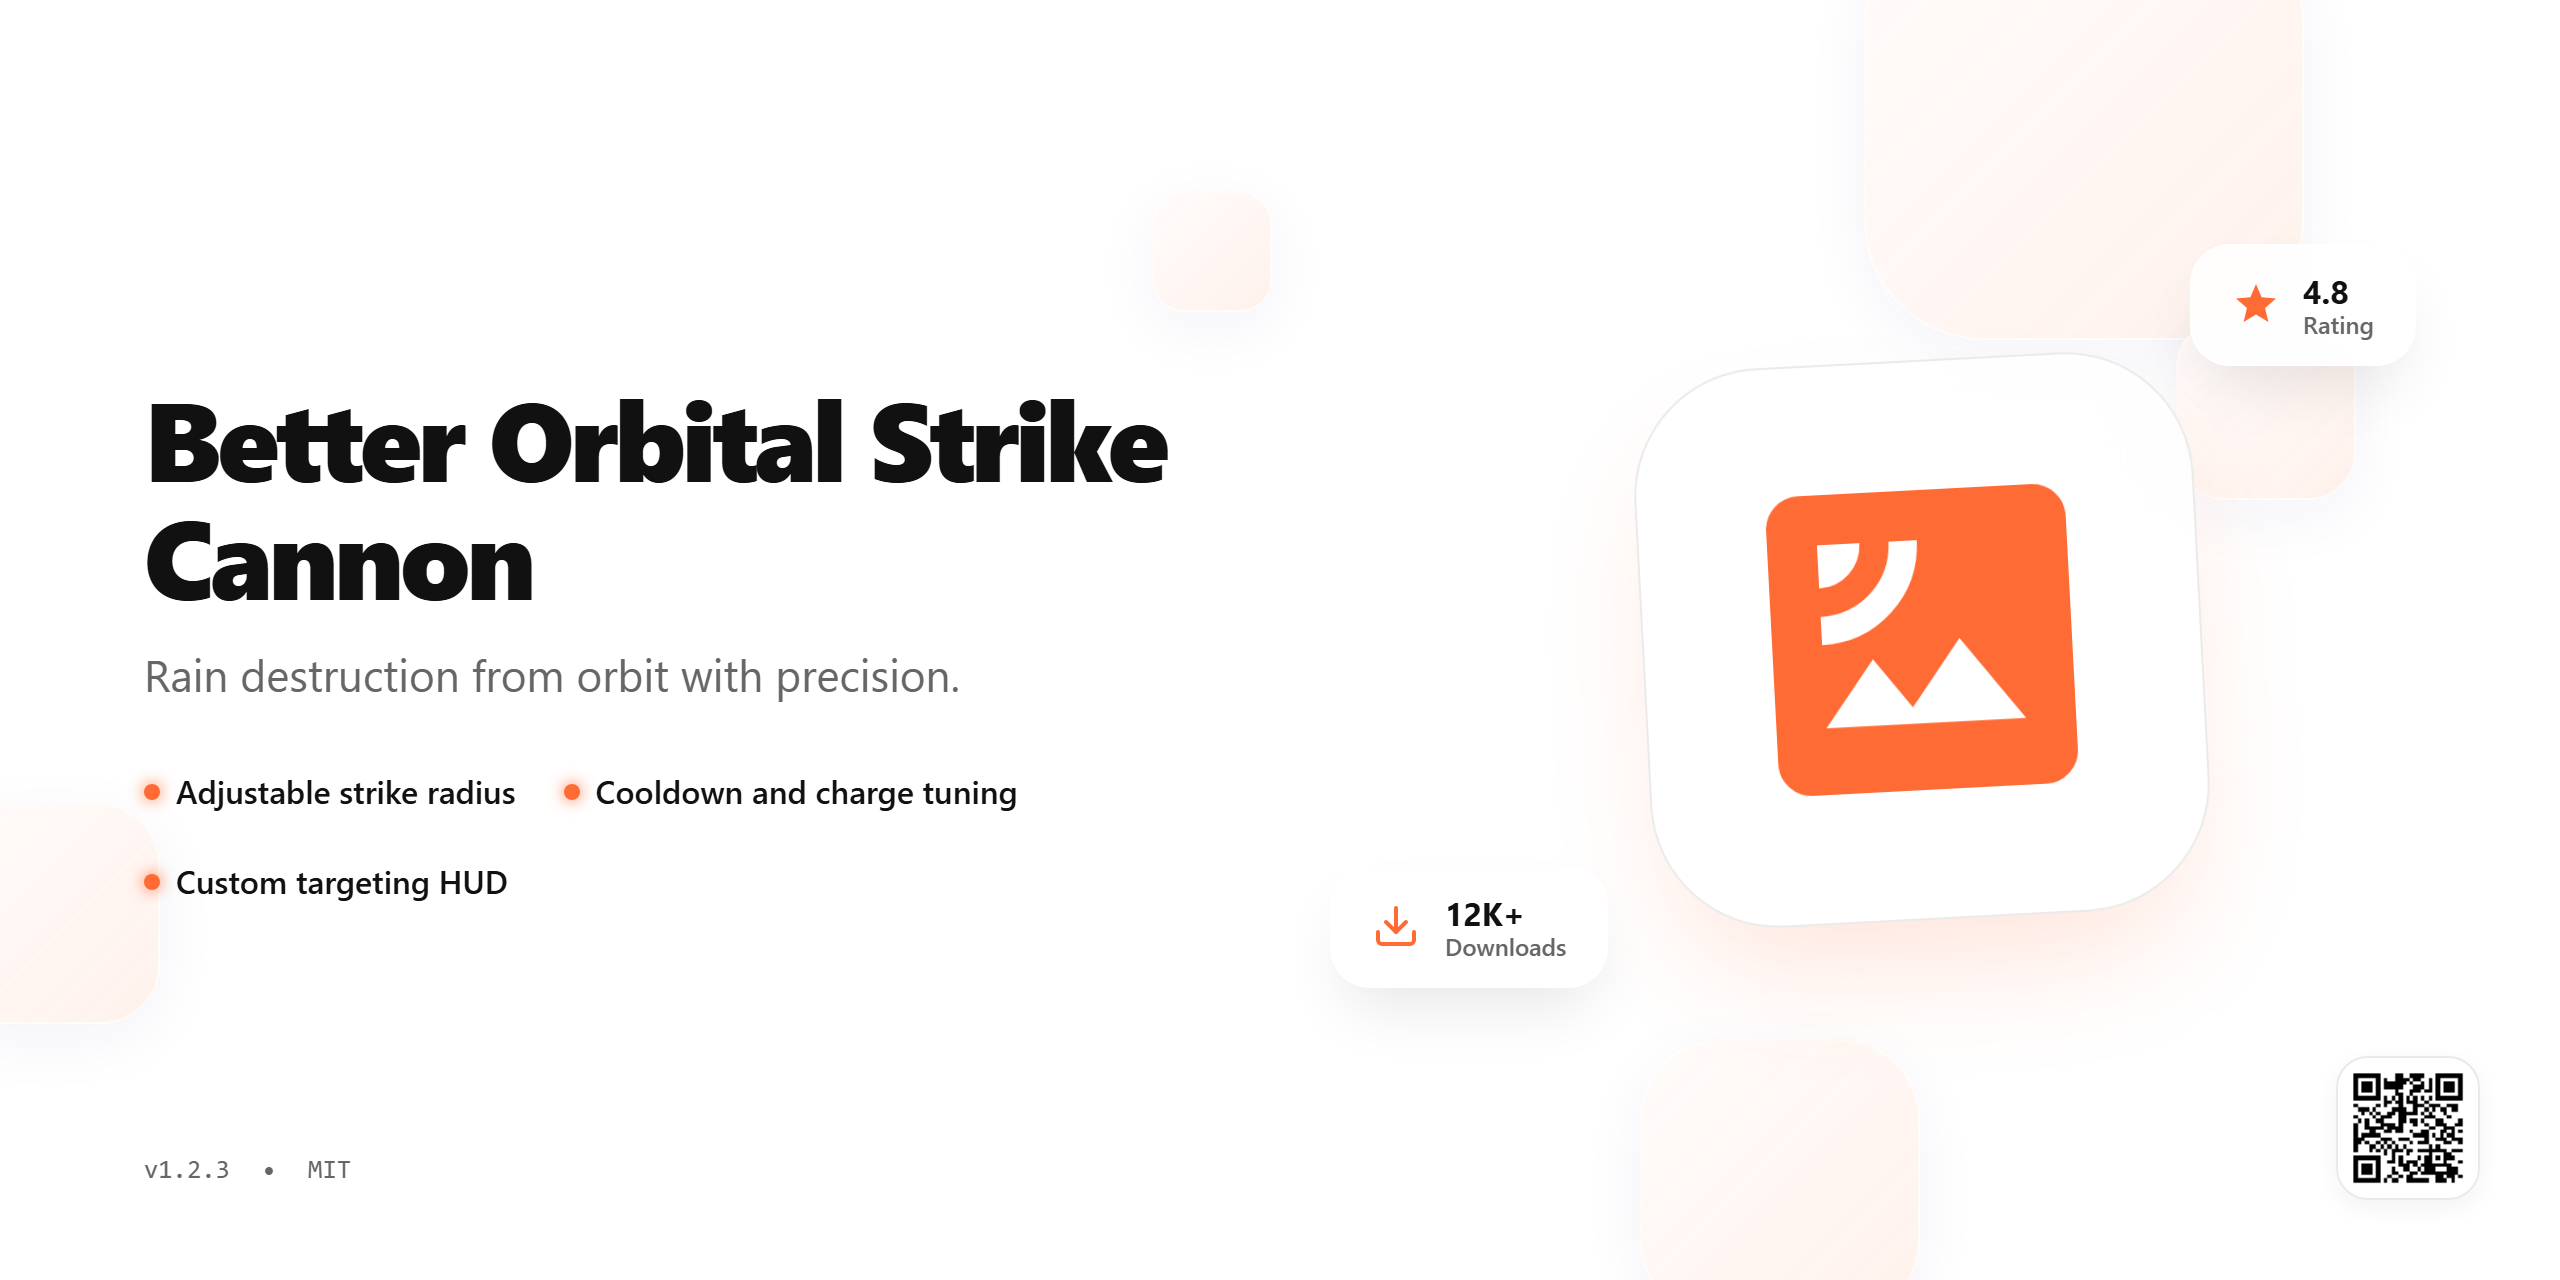 Better Orbital Strike
Cannon
Rain destruction from orbit with precision.
Adjustable strike radius
Cooldown and charge tuning
Custom targeting HUD
4.8
Rating
12K+
Downloads
v1.2.3 • MIT